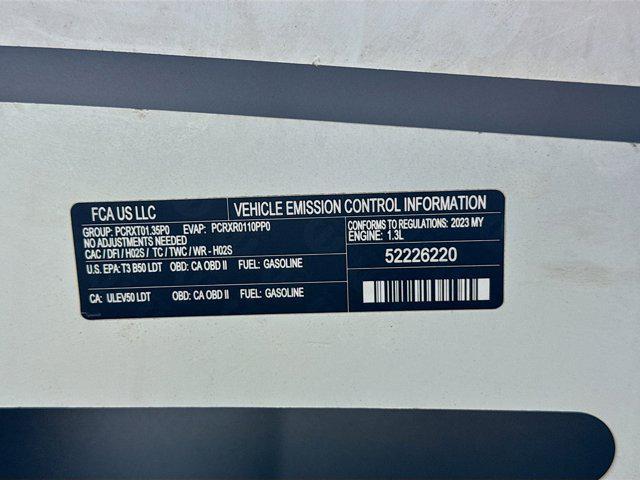 FCA US LLC
VEHICLE EMISSION CONTROL INFORMATION
GROUP: PCRXT01.35P0 EVAP: PCRXR0110PP0
NO ADJUSTMENTS NEEDED
CAC / DFI / H02S / TC / TWC / WR - H02S
CONFORMS TO REGULATIONS: 2023 MY
ENGINE: 1.3L
U.S. EPA: T3 B50 LDT OBD: CA OBD II FUEL: GASOLINE
52226220
CA: ULEV50 LDT OBD: CA OBD II FUEL: GASOLINE